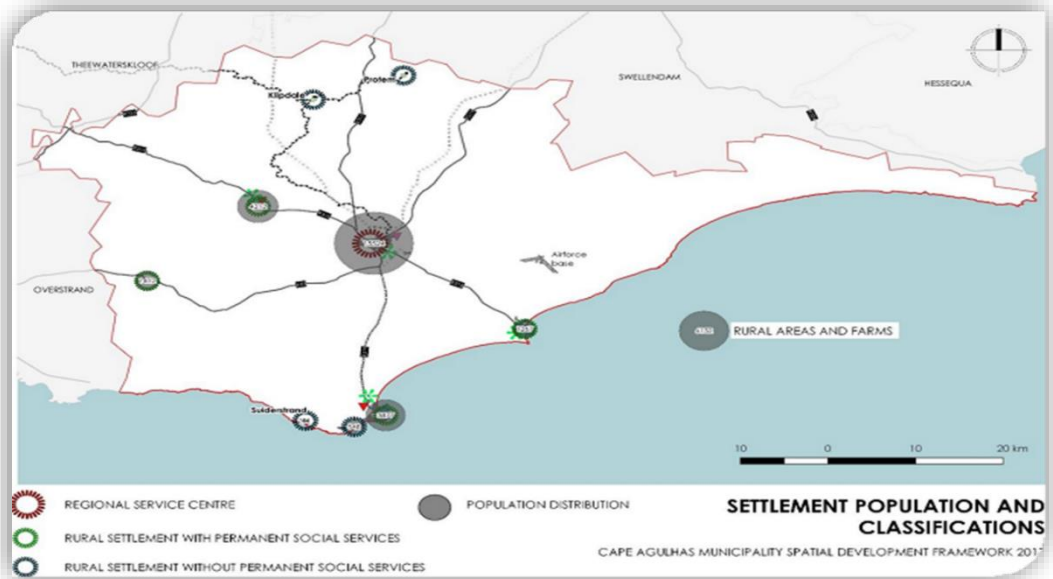 THEEWATERSKLOOF
SWELLENDAM
HESSEQUA
Protem
Klipdale
Airforce
base
OVERSTRAND
RURAL AREAS AND FARMS
Suiderstrand
10 0 10 20 km
REGIONAL SERVICE CENTRE
POPULATION DISTRIBUTION
SETTLEMENT POPULATION AND
CLASSIFICATIONS
RURAL SETTLEMENT WITH PERMANENT SOCIAL SERVICES
CAPE AGULHAS MUNICIPALITY SPATIAL DEVELOPMENT FRAMEWORK 2017
RURAL SETTLEMENT WITHOUT PERMANENT SOCIAL SERVICES